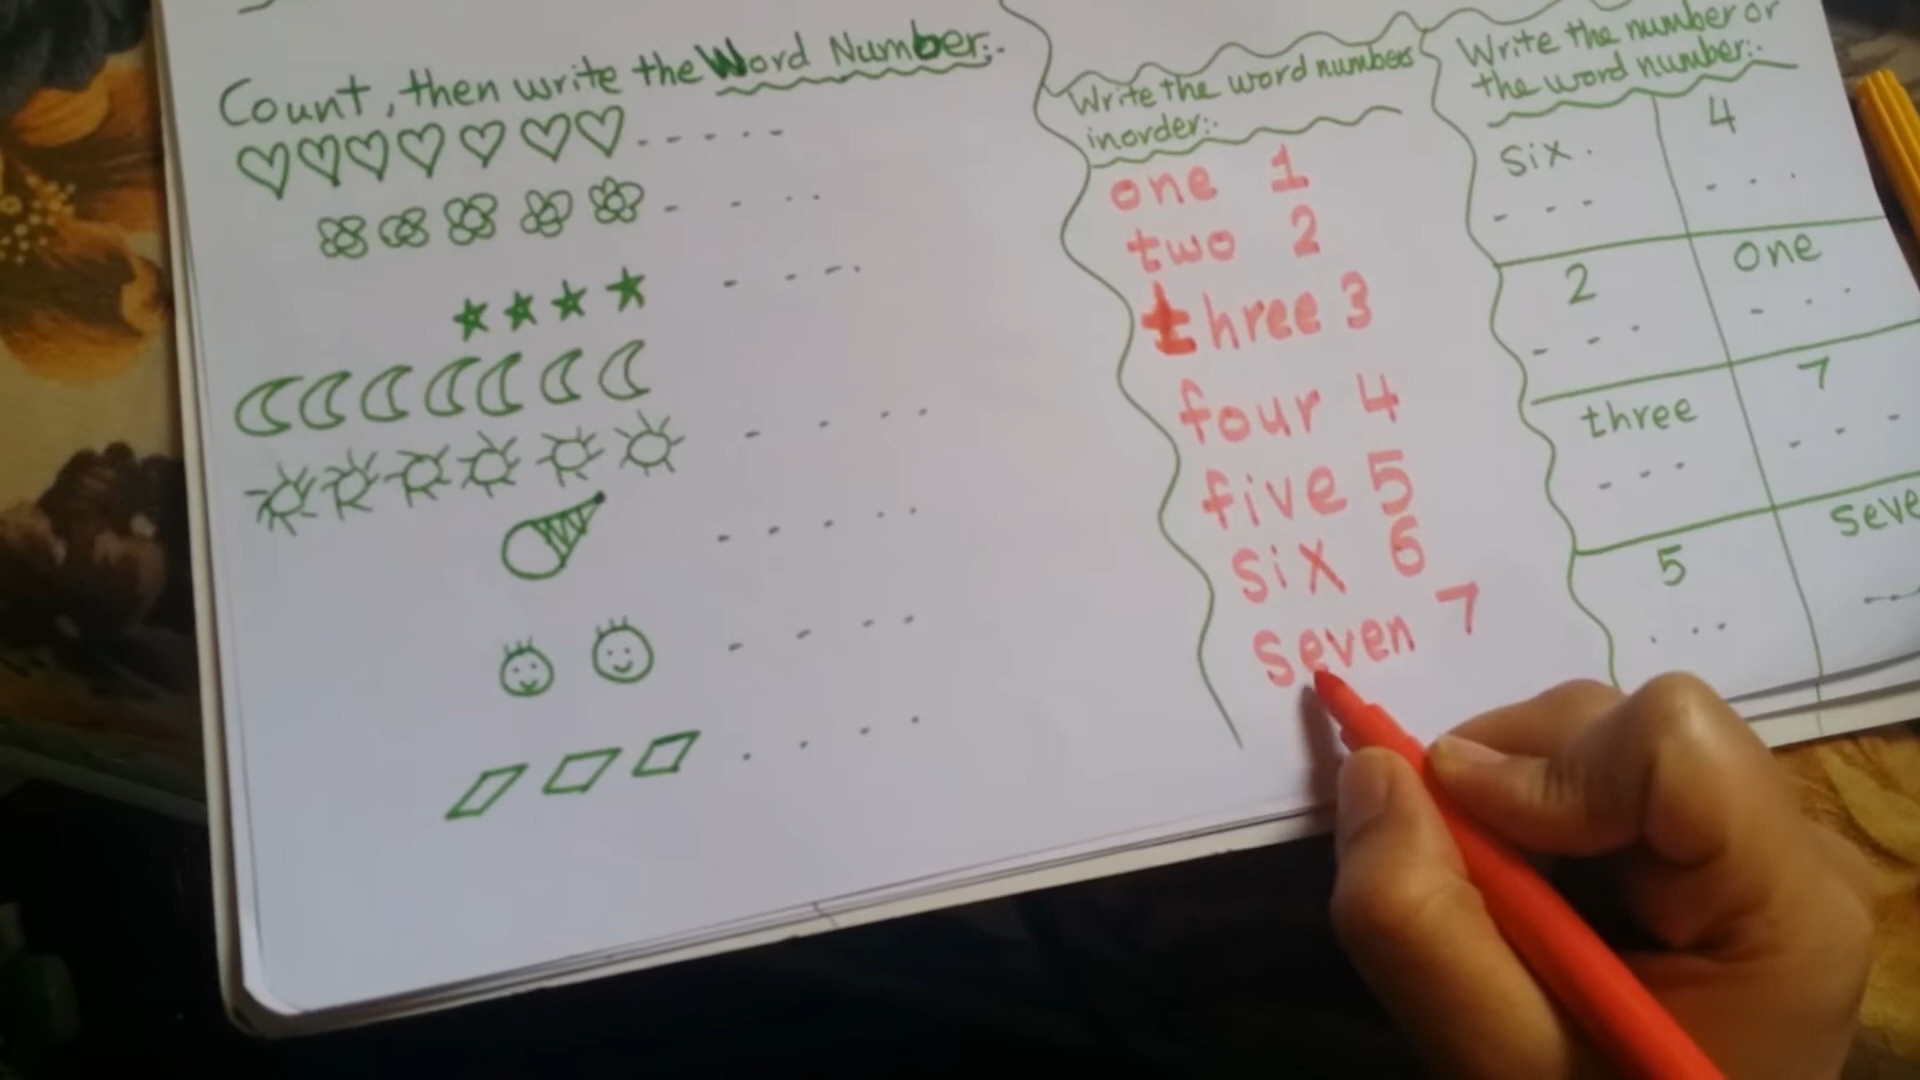 Count, then write the Word Number:.
Write the word numbers
inorder:.
one 1
two 2
three 3
four 4
five 5
six 6
seven 7
Write the number or
the word number:.
six.
4
2
one
three
7
5
seve